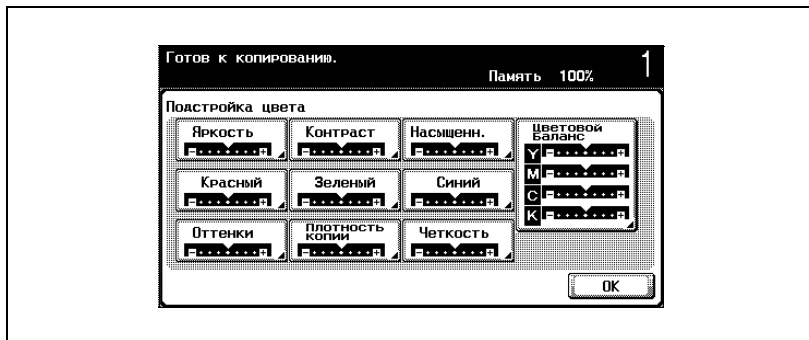 Готов к копированию.
Память 100% 1
Подстройка цвета
Яркость Контраст Насыщенн. Цветовой Баланс
- + - + - + Y - +
M - +
Красный Зеленый Синий
- + - + - + C - +
K - +
Оттенки Плотность копии Четкость
- + - + - +
OK